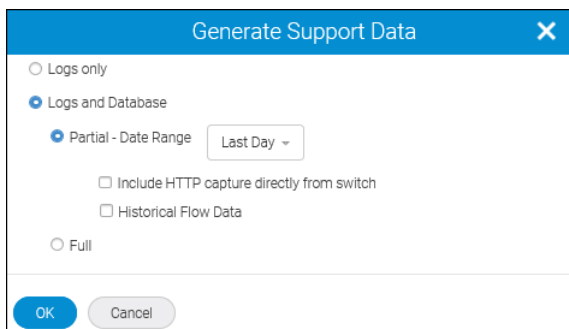 Generate Support Data
Logs only
Logs and Database
Partial - Date Range Last Day
Include HTTP capture directly from switch
Historical Flow Data
Full
OK Cancel